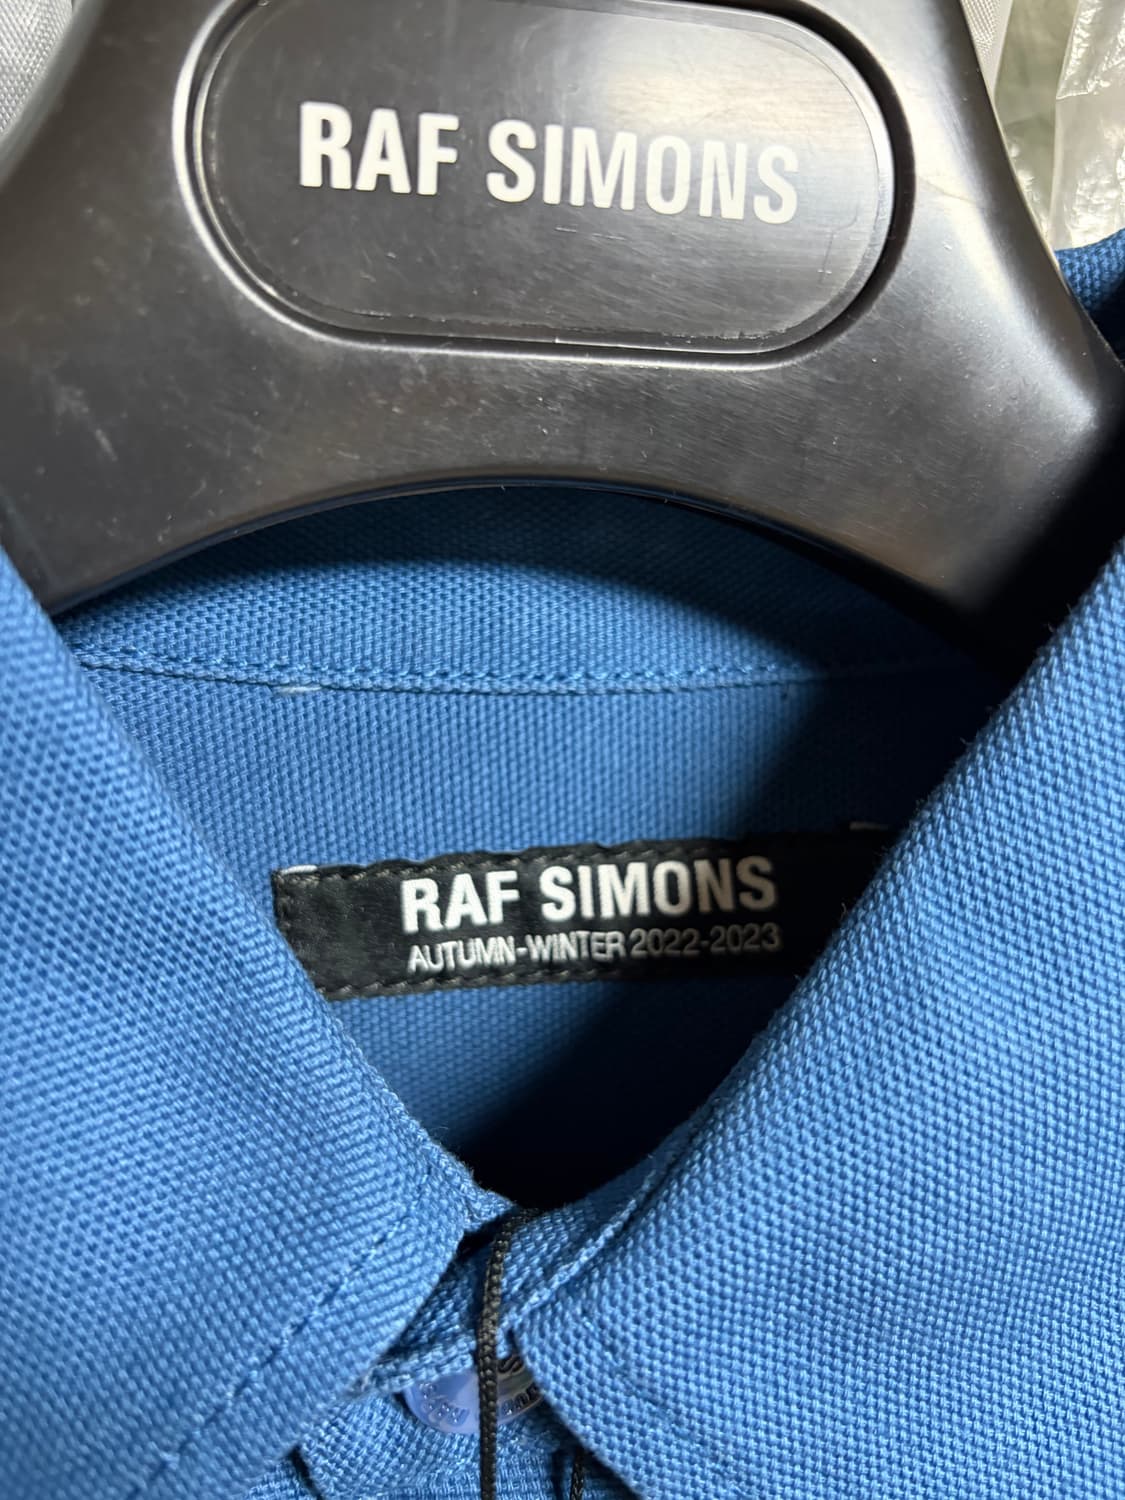 RAF SIMONS
RAF SIMONS
AUTUMN-WINTER 2022-2023